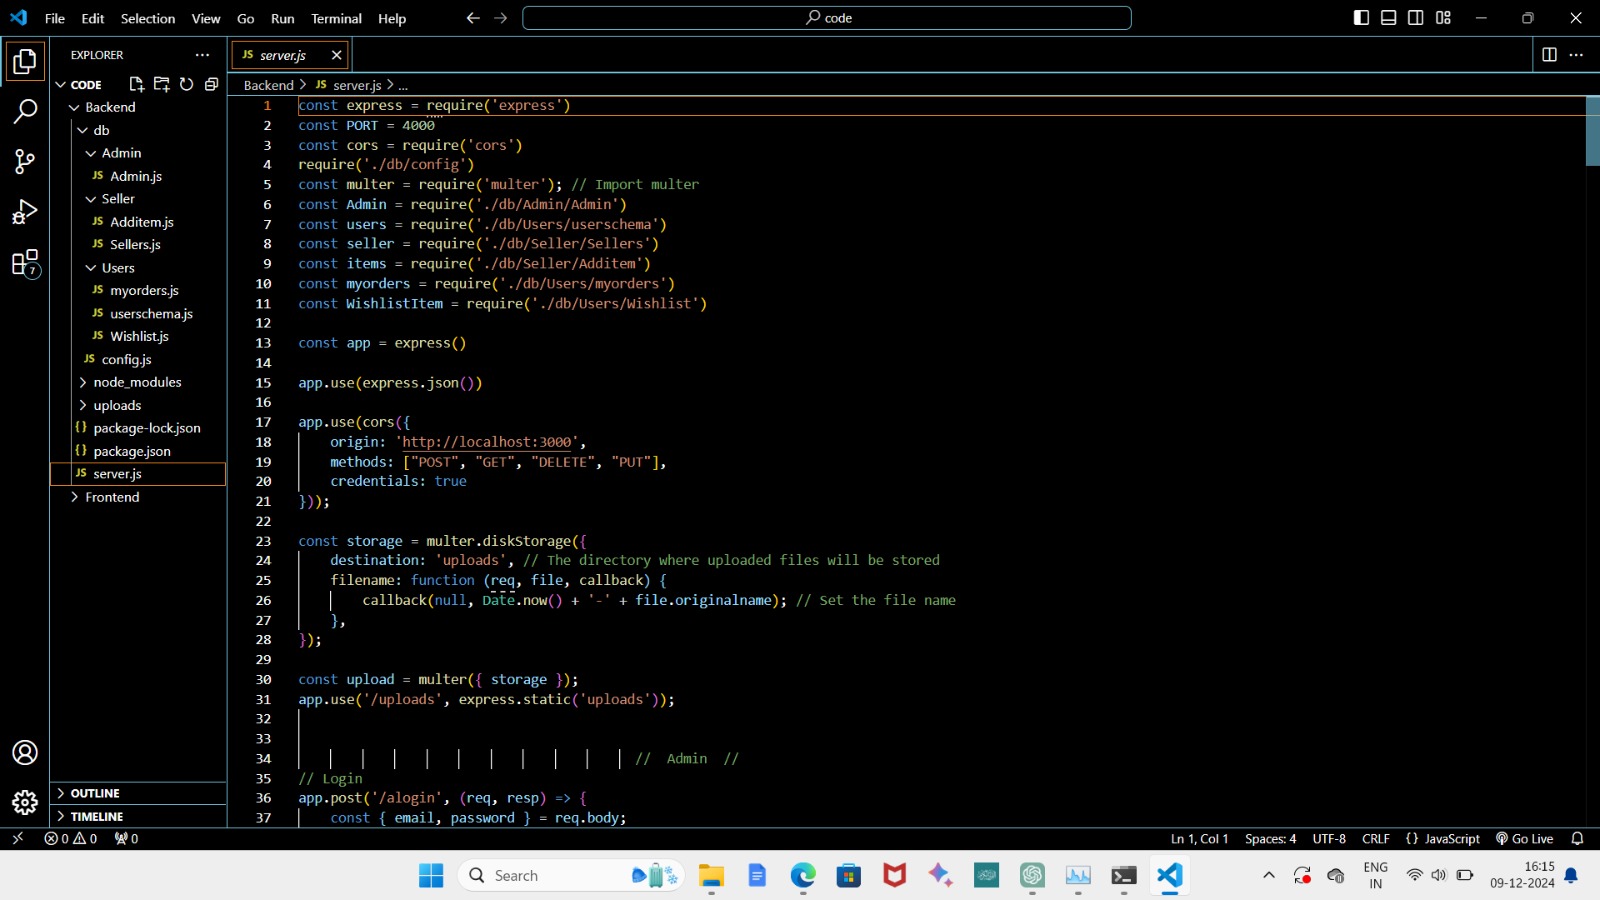 File Edit Selection View Go Run Terminal Help
code
EXPLORER
CODE
Backend
db
Admin
JS Admin.js
Seller
JS Additem.js
JS Sellers.js
Users
JS myorders.js
JS userschema.js
JS Wishlist.js
JS config.js
node_modules
uploads
{} package-lock.json
{} package.json
JS server.js
Frontend
OUTLINE
TIMELINE
7
JS server.js
Backend > JS server.js > ...
1 const express = require('express')
2 const PORT = 4000
3 const cors = require('cors')
4 require('./db/config')
5 const multer = require('multer'); // Import multer
6 const Admin = require('./db/Admin/Admin')
7 const users = require('./db/Users/userschema')
8 const seller = require('./db/Seller/Sellers')
9 const items = require('./db/Seller/Additem')
10 const myorders = require('./db/Users/myorders')
11 const WishlistItem = require('./db/Users/Wishlist')
12
13 const app = express()
14
15 app.use(express.json())
16
17 app.use(cors({
18 origin: 'http://localhost:3000',
19 methods: ["POST", "GET", "DELETE", "PUT"],
20 credentials: true
21 }));
22
23 const storage = multer.diskStorage({
24 destination: 'uploads', // The directory where uploaded files will be stored
25 filename: function (req, file, callback) {
26 callback(null, Date.now() + '-' + file.originalname); // Set the file name
27 },
28 });
29
30 const upload = multer({ storage });
31 app.use('/uploads', express.static('uploads'));
32
33
34 // Admin //
35 // Login
36 app.post('/alogin', (req, resp) => {
37 const { email, password } = req.body;
0 0 0
Ln 1, Col 1 Spaces: 4 UTF-8 CRLF {} JavaScript Go Live
Search
ENG
IN
16:15
09-12-2024